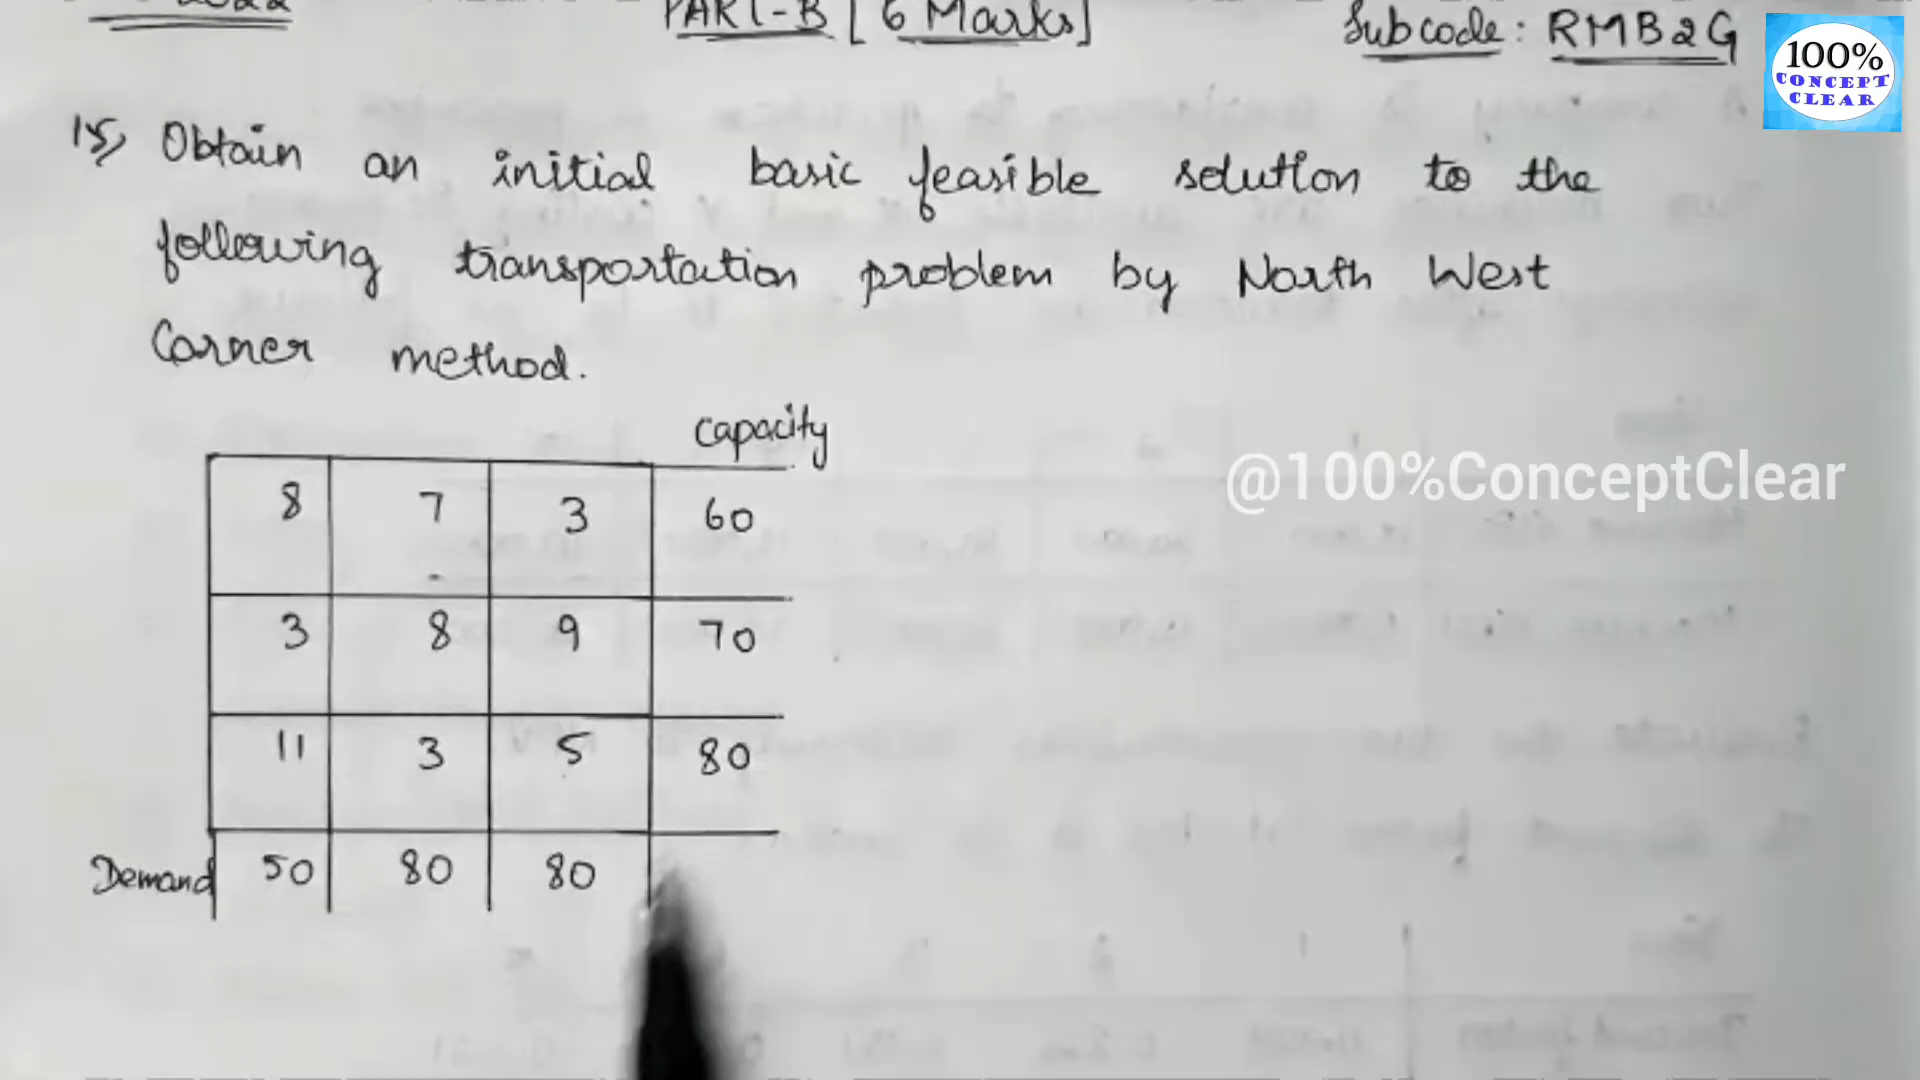 PART-B [ 6 Marks] Subcode: RMB2G
100%
CONCEPT
CLEAR
15) Obtain an initial basic feasible solution to the
following transportation problem by North West
Corner method.
@100%ConceptClear
capacity
8 7 3 60
3 8 9 70
11 3 5 80
Demand 50 80 80